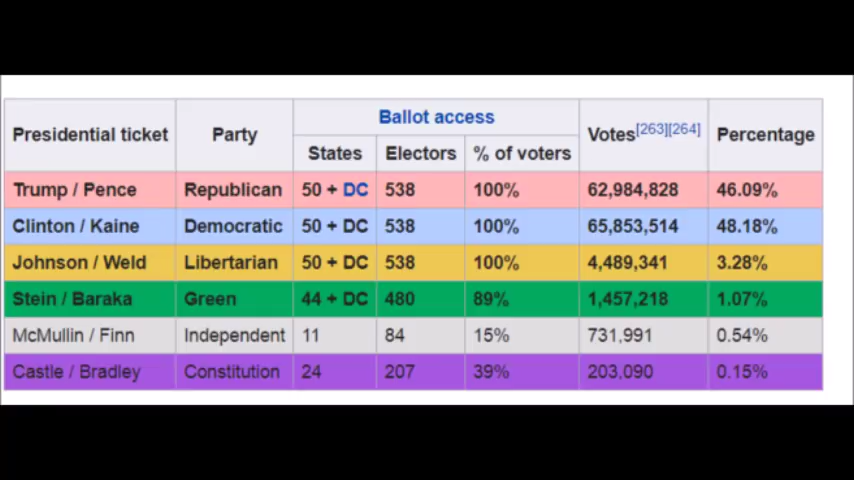 Presidential ticket Party Ballot access Votes[263][264] Percentage
States Electors % of voters
Trump / Pence Republican 50 + DC 538 100% 62,984,828 46.09%
Clinton / Kaine Democratic 50 + DC 538 100% 65,853,514 48.18%
Johnson / Weld Libertarian 50 + DC 538 100% 4,489,341 3.28%
Stein / Baraka Green 44 + DC 480 89% 1,457,218 1.07%
McMullin / Finn Independent 11 84 15% 731,991 0.54%
Castle / Bradley Constitution 24 207 39% 203,090 0.15%